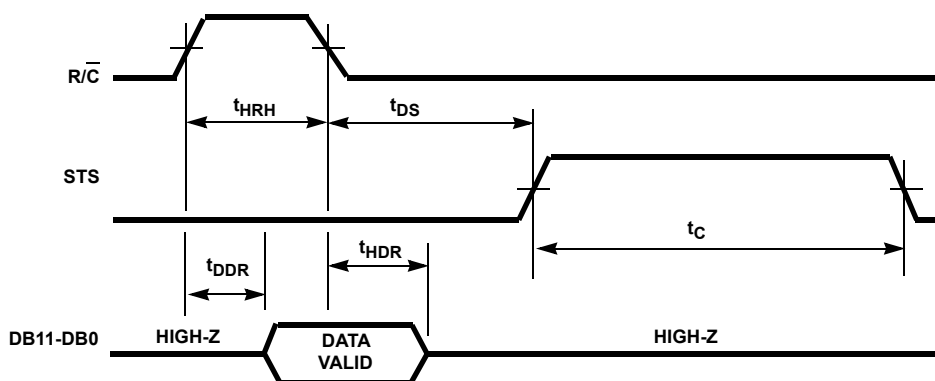 R/C̅
tHRH
tDS
STS
tC
tDDR
tHDR
DB11-DB0
HIGH-Z
DATA
VALID
HIGH-Z